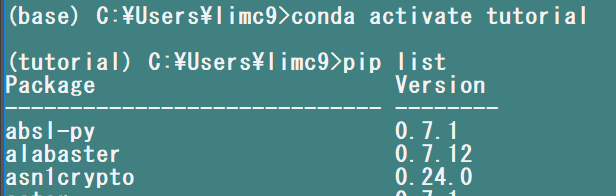 (base) C:¥Users¥limc9>conda activate tutorial
(tutorial) C:¥Users¥limc9>pip list
Package Version
------------------------------ --------
absl-py 0.7.1
alabaster 0.7.12
asn1crypto 0.24.0